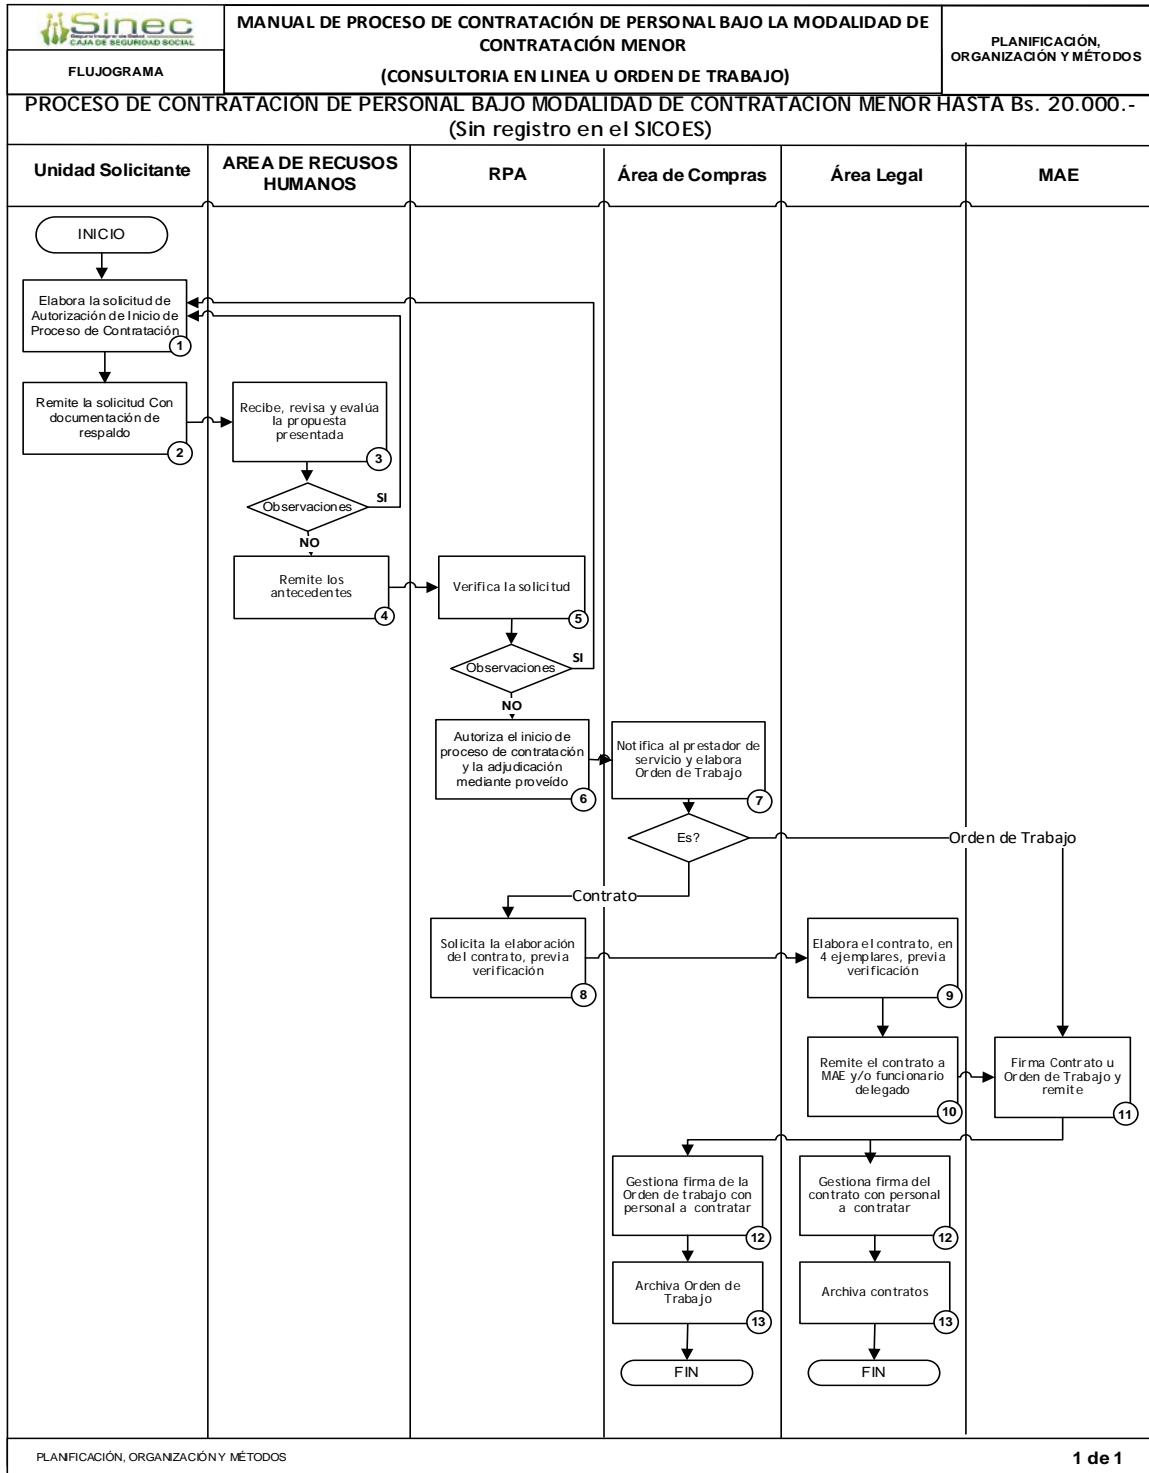 Sinec
Seguro Integral de Salud
CAJA DE SEGURIDAD SOCIAL
FLUJOGRAMA
MANUAL DE PROCESO DE CONTRATACIÓN DE PERSONAL BAJO LA MODALIDAD DE
CONTRATACIÓN MENOR
(CONSULTORIA EN LINEA U ORDEN DE TRABAJO)
PLANIFICACIÓN,
ORGANIZACIÓN Y MÉTODOS
PROCESO DE CONTRATACIÓN DE PERSONAL BAJO MODALIDAD DE CONTRATACION MENOR HASTA Bs. 20.000.-
(Sin registro en el SICOES)
Unidad Solicitante
AREA DE RECUSOS
HUMANOS
RPA
Área de Compras
Área Legal
MAE
INICIO
Elabora la solicitud de
Autorización de Inicio de
Proceso de Contratación
1
Remite la solicitud Con
documentación de
respaldo
2
Recibe, revisa y evalúa
la propuesta
presentada
3
Observaciones
SI
NO
Remite los
antecedentes
4
Verifica la solicitud
5
Observaciones
SI
NO
Autoriza el inicio de
proceso de contratación
y la adjudicación
mediante proveído
6
Notifica al prestador de
servicio y elabora
Orden de Trabajo
7
Es?
Orden de Trabajo
Contrato
Solicita la elaboración
del contrato, previa
verificación
8
Elabora el contrato, en
4 ejemplares, previa
verificación
9
Remite el contrato a
MAE y/o funcionario
delegado
10
Firma Contrato u
Orden de Trabajo y
remite
11
Gestiona firma de la
Orden de trabajo con
personal a contratar
12
Gestiona firma del
contrato con personal
a contratar
12
Archiva Orden de
Trabajo
13
Archiva contratos
13
FIN
FIN
PLANIFICACIÓN, ORGANIZACIÓN Y MÉTODOS
1 de 1